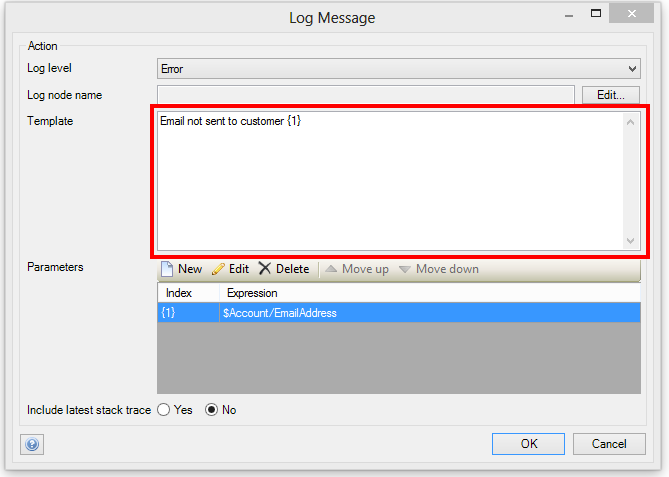 Log Message
Action
Log level Error
Log node name Edit...
Template Email not sent to customer {1}
Parameters New Edit Delete Move up Move down
Index Expression
{1} $Account/EmailAddress
Include latest stack trace Yes No
? OK Cancel